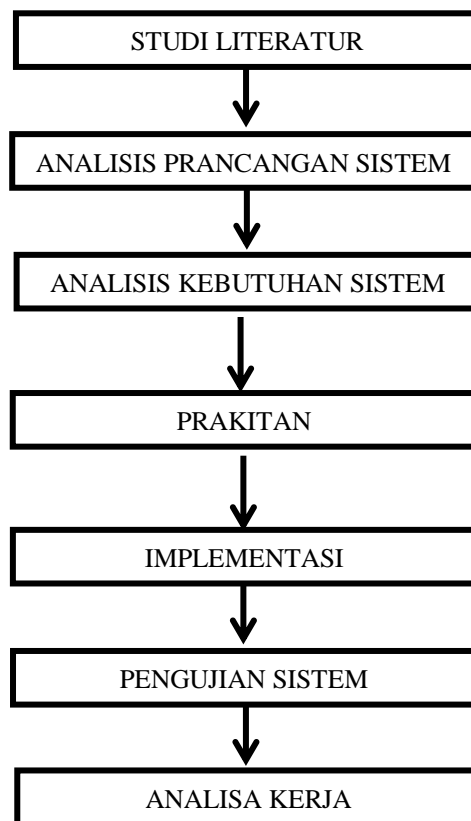 STUDI LITERATUR
ANALISIS PRANCANGAN SISTEM
ANALISIS KEBUTUHAN SISTEM
PRAKITAN
IMPLEMENTASI
PENGUJIAN SISTEM
ANALISA KERJA